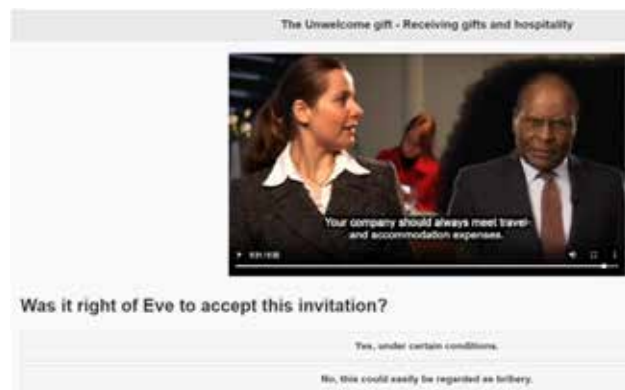 The Unwelcome gift - Receiving gifts and hospitality
Your company should always meet travel-
and accommodation expenses.
Was it right of Eve to accept this invitation?
Yes, under certain conditions.
No, this could easily be regarded as bribery.